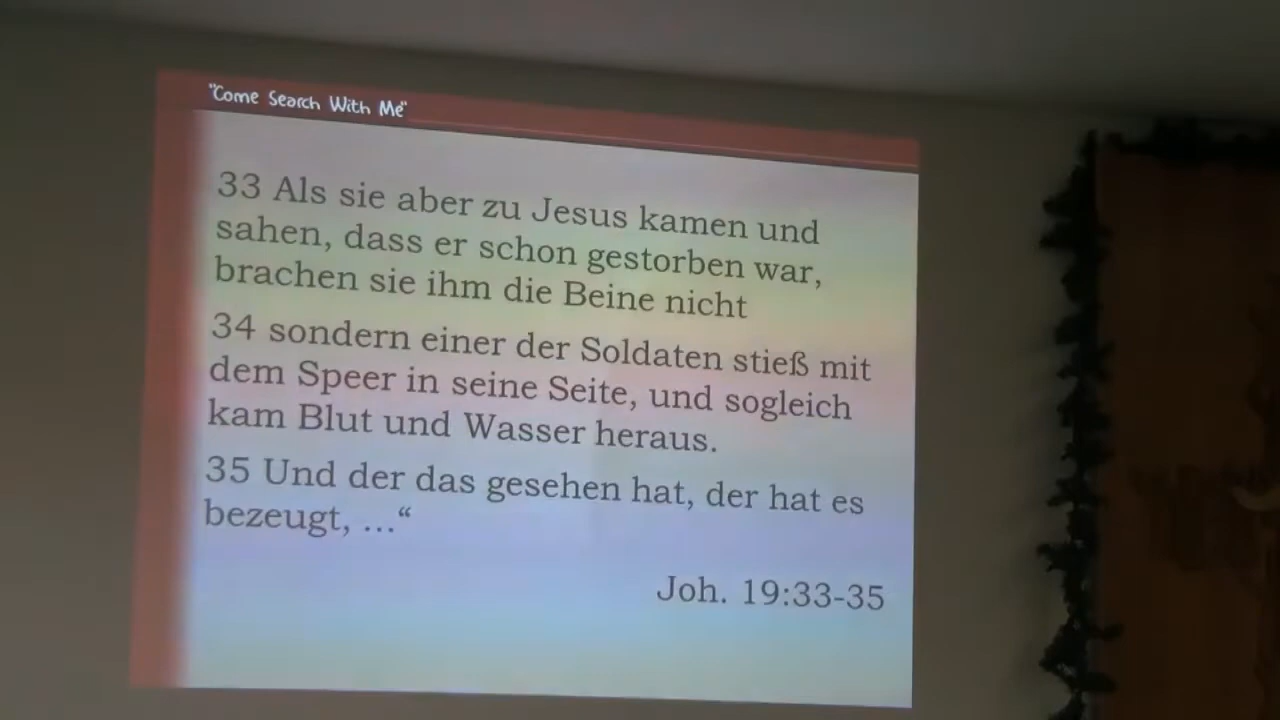 "Come Search With Me"
33 Als sie aber zu Jesus kamen und
sahen, dass er schon gestorben war,
brachen sie ihm die Beine nicht
34 sondern einer der Soldaten stieß mit
dem Speer in seine Seite, und sogleich
kam Blut und Wasser heraus.
35 Und der das gesehen hat, der hat es
bezeugt, ...“
Joh. 19:33-35